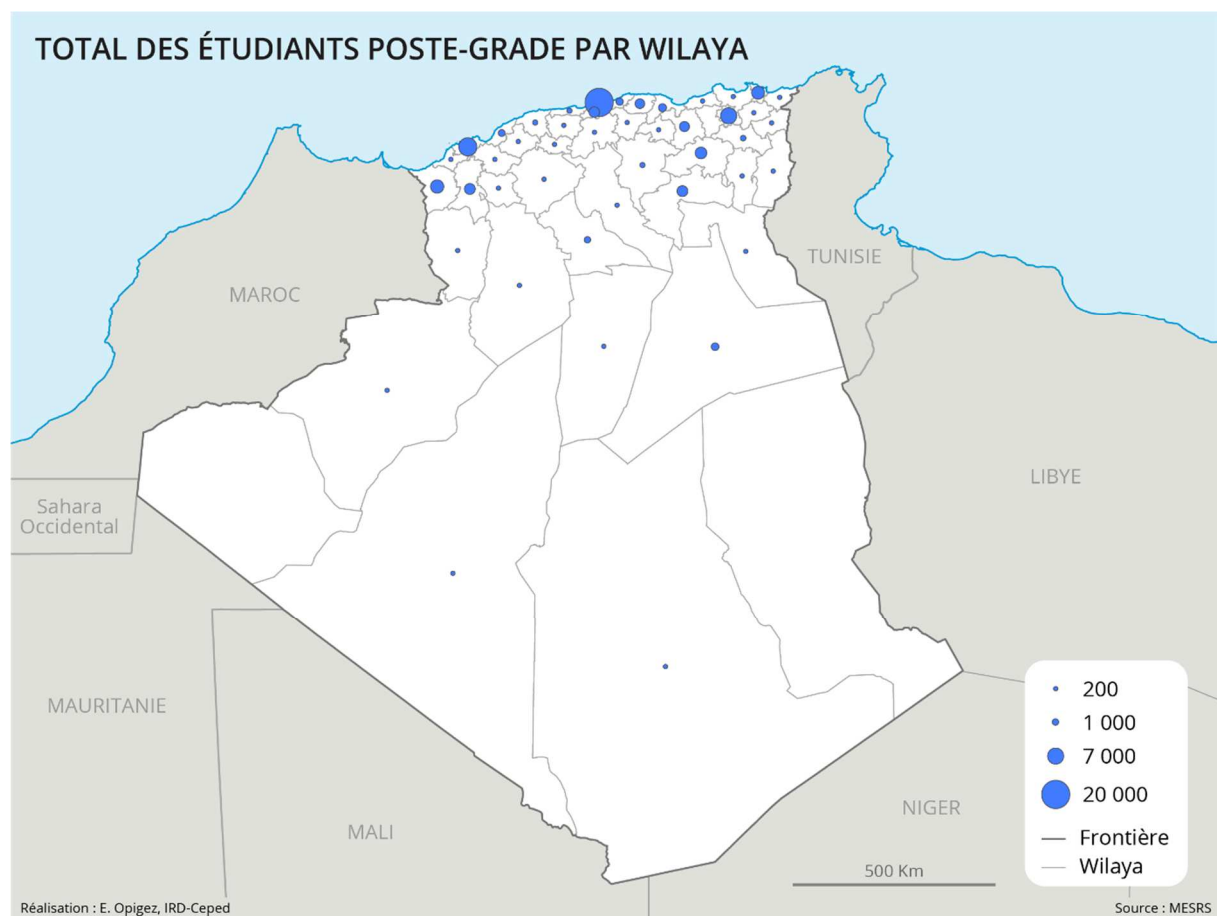 TOTAL DES ÉTUDIANTS POSTE-GRADE PAR WILAYA
TUNISIE
MAROC
LIBYE
Sahara
Occidental
MAURITANIE
MALI
NIGER
200
1 000
7 000
20 000
Frontière
Wilaya
500 Km
Réalisation : E. Opigez, IRD-Ceped
Source : MESRS